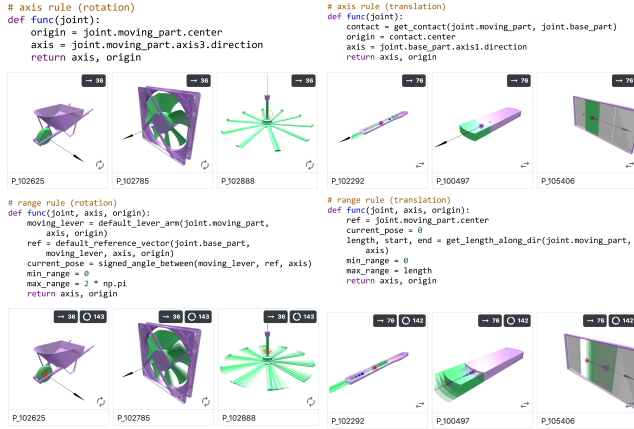 # axis rule (rotation)
def func(joint):
    origin = joint.moving_part.center
    axis = joint.moving_part.axis3.direction
    return axis, origin
→ 36
→ 36
→ 36
P_102625
P_102785
P_102888
# range rule (rotation)
def func(joint, axis, origin):
    moving_lever = default_lever_arm(joint.moving_part,
        axis, origin)
    ref = default_reference_vector(joint.base_part,
        moving_lever, axis, origin)
    current_pose = signed_angle_between(moving_lever, ref, axis)
    min_range = 0
    max_range = 2 * np.pi
    return axis, origin
→ 36 143
→ 36 143
→ 36 143
P_102625
P_102785
P_102888
# axis rule (translation)
def func(joint):
    contact = get_contact(joint.moving_part, joint.base_part)
    origin = contact.center
    axis = joint.base_part.axis1.direction
    return axis, origin
→ 76
→ 76
→ 76
P_102292
P_100497
P_105406
# range rule (translation)
def func(joint, axis, origin):
    ref = joint.moving_part.center
    current_pose = 0
    length, start, end = get_length_along_dir(joint.moving_part,
        axis)
    min_range = 0
    max_range = length
    return axis, origin
→ 76 142
→ 76 142
→ 76 142
P_102292
P_100497
P_105406